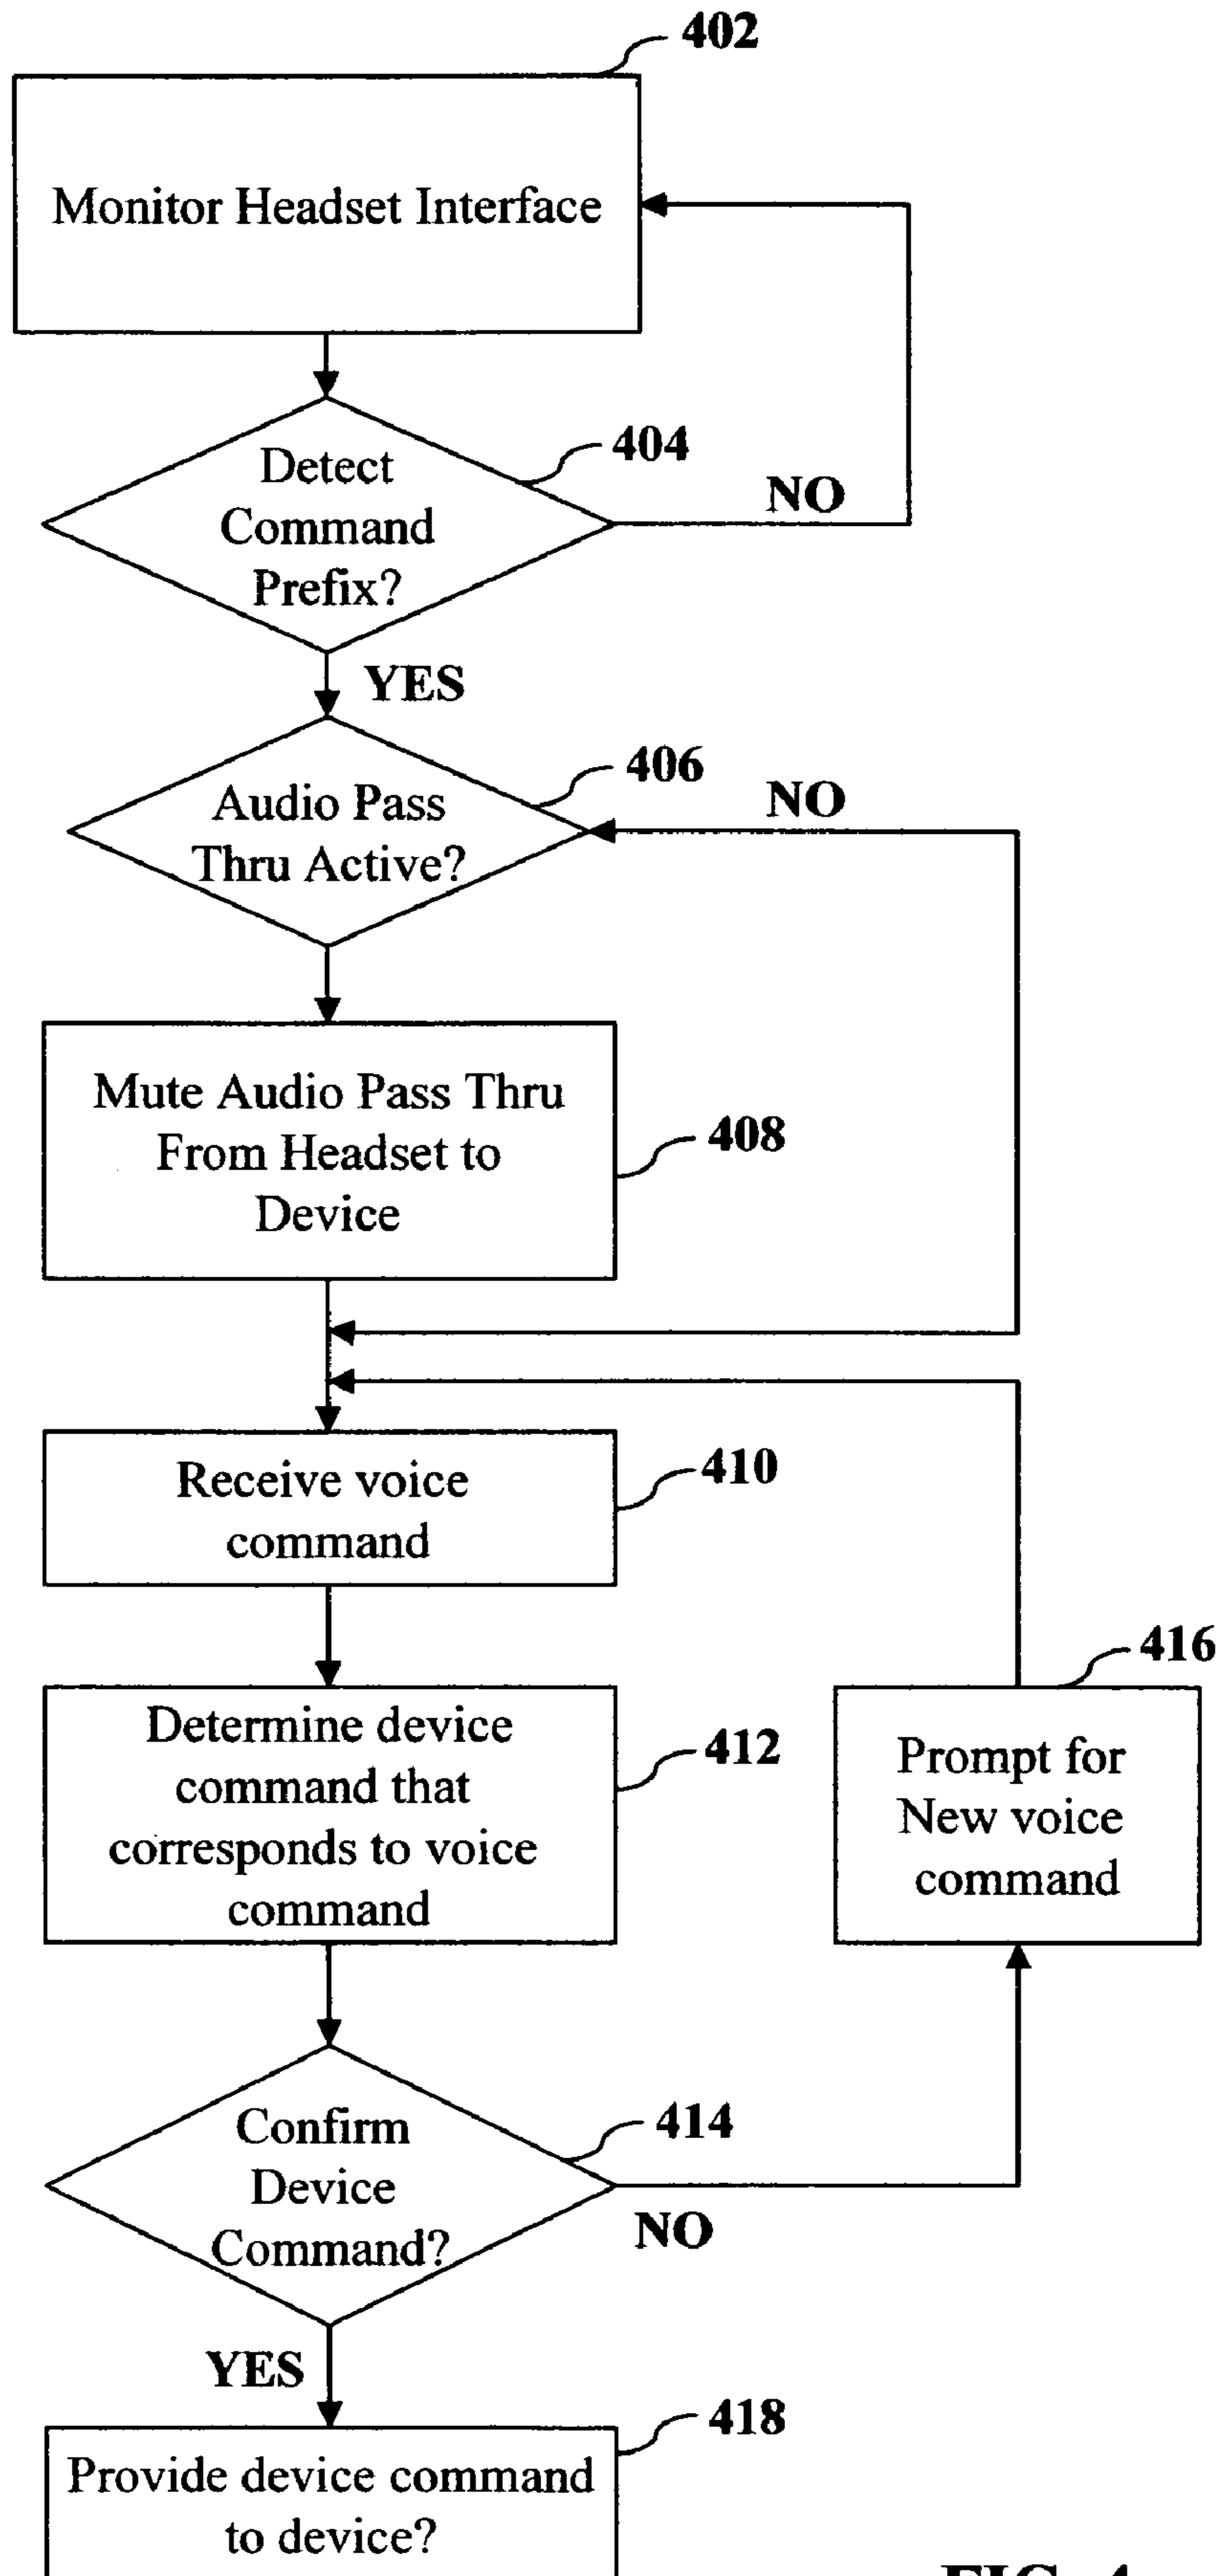 402
Monitor Headset Interface
404
Detect
Command
Prefix?
NO
YES
406
Audio Pass
Thru Active?
NO
Mute Audio Pass Thru
From Headset to
Device
408
Receive voice
command
410
Determine device
command that
corresponds to voice
command
412
416
Prompt for
New voice
command
Confirm
Device
Command?
414
NO
YES
418
Provide device command
to device?
FIG. 4